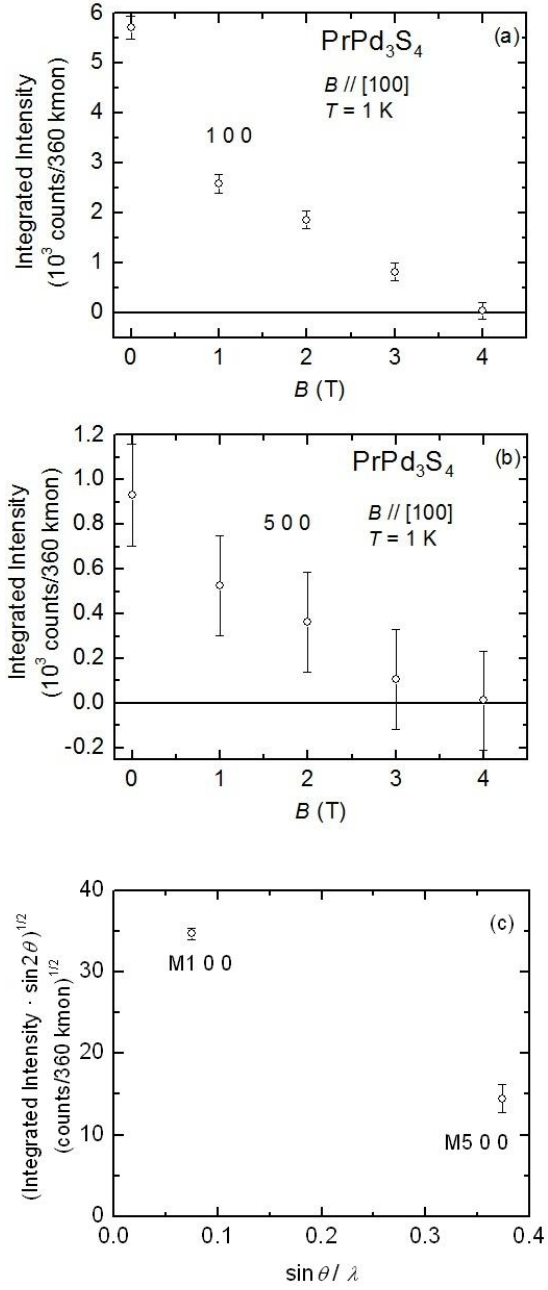 6
5
4
3
2
1
0
Integrated Intensity
(10³ counts/360 kmon)
PrPd₃S₄
(a)
B // [100]
T = 1 K
1 0 0
0 1 2 3 4
B (T)
1.2
1.0
0.8
0.6
0.4
0.2
0.0
-0.2
Integrated Intensity
(10³ counts/360 kmon)
PrPd₃S₄
(b)
B // [100]
T = 1 K
5 0 0
0 1 2 3 4
B (T)
40
30
20
10
0
(Integrated Intensity · sin2θ)^1/2
(counts/360 kmon)^1/2
(c)
M1 0 0
M5 0 0
0.0 0.1 0.2 0.3 0.4
sin θ / λ